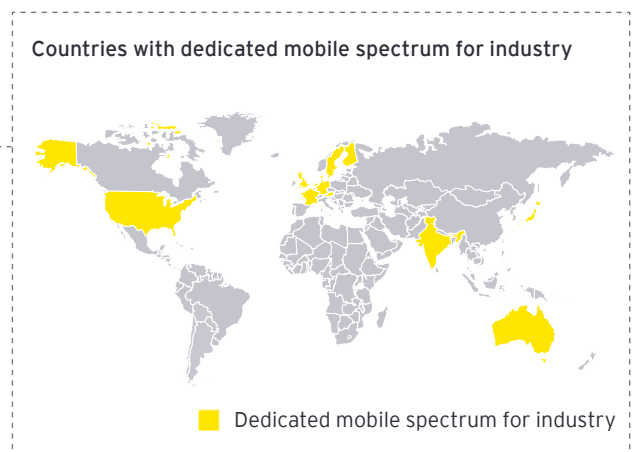 Countries with dedicated mobile spectrum for industry
Dedicated mobile spectrum for industry